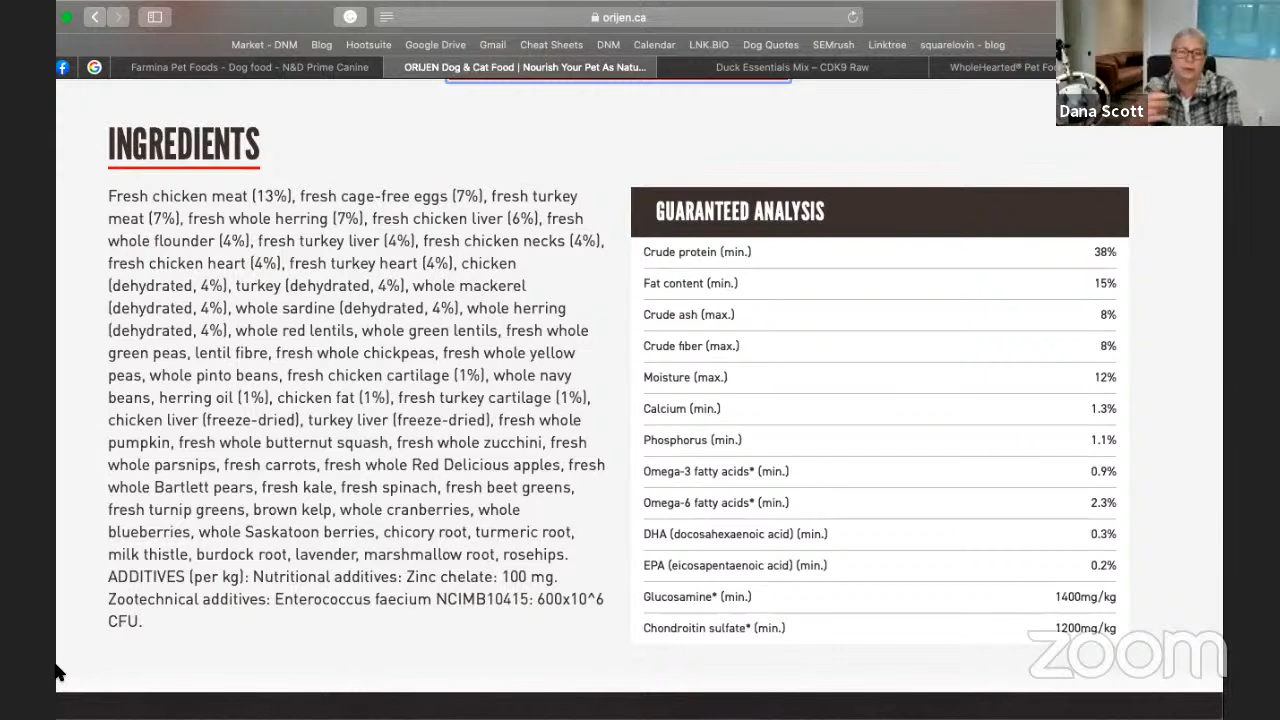 orijen.ca
Market - DNM Blog Hootsuite Google Drive Gmail Cheat Sheets DNM Calendar LNK.BIO Dog Quotes SEMrush Linktree squarelovin - blog
Farmina Pet Foods - Dog food - N&D Prime Canine ORIJEN Dog & Cat Food | Nourish Your Pet As Natu... Duck Essentials Mix – CDK9 Raw WholeHearted® Pet Fo
Dana Scott
INGREDIENTS
Fresh chicken meat (13%), fresh cage-free eggs (7%), fresh turkey
meat (7%), fresh whole herring (7%), fresh chicken liver (6%), fresh
whole flounder (4%), fresh turkey liver (4%), fresh chicken necks (4%),
fresh chicken heart (4%), fresh turkey heart (4%), chicken
(dehydrated, 4%), turkey (dehydrated, 4%), whole mackerel
(dehydrated, 4%), whole sardine (dehydrated, 4%), whole herring
(dehydrated, 4%), whole red lentils, whole green lentils, fresh whole
green peas, lentil fibre, fresh whole chickpeas, fresh whole yellow
peas, whole pinto beans, fresh chicken cartilage (1%), whole navy
beans, herring oil (1%), chicken fat (1%), fresh turkey cartilage (1%),
chicken liver (freeze-dried), turkey liver (freeze-dried), fresh whole
pumpkin, fresh whole butternut squash, fresh whole zucchini, fresh
whole parsnips, fresh carrots, fresh whole Red Delicious apples, fresh
whole Bartlett pears, fresh kale, fresh spinach, fresh beet greens,
fresh turnip greens, brown kelp, whole cranberries, whole
blueberries, whole Saskatoon berries, chicory root, turmeric root,
milk thistle, burdock root, lavender, marshmallow root, rosehips.
ADDITIVES (per kg): Nutritional additives: Zinc chelate: 100 mg.
Zootechnical additives: Enterococcus faecium NCIMB10415: 600x10^6
CFU.
GUARANTEED ANALYSIS
Crude protein (min.) 38%
Fat content (min.) 15%
Crude ash (max.) 8%
Crude fiber (max.) 8%
Moisture (max.) 12%
Calcium (min.) 1.3%
Phosphorus (min.) 1.1%
Omega-3 fatty acids* (min.) 0.9%
Omega-6 fatty acids* (min.) 2.3%
DHA (docosahexaenoic acid) (min.) 0.3%
EPA (eicosapentaenoic acid) (min.) 0.2%
Glucosamine* (min.) 1400mg/kg
Chondroitin sulfate* (min.) 1200mg/kg
zoom